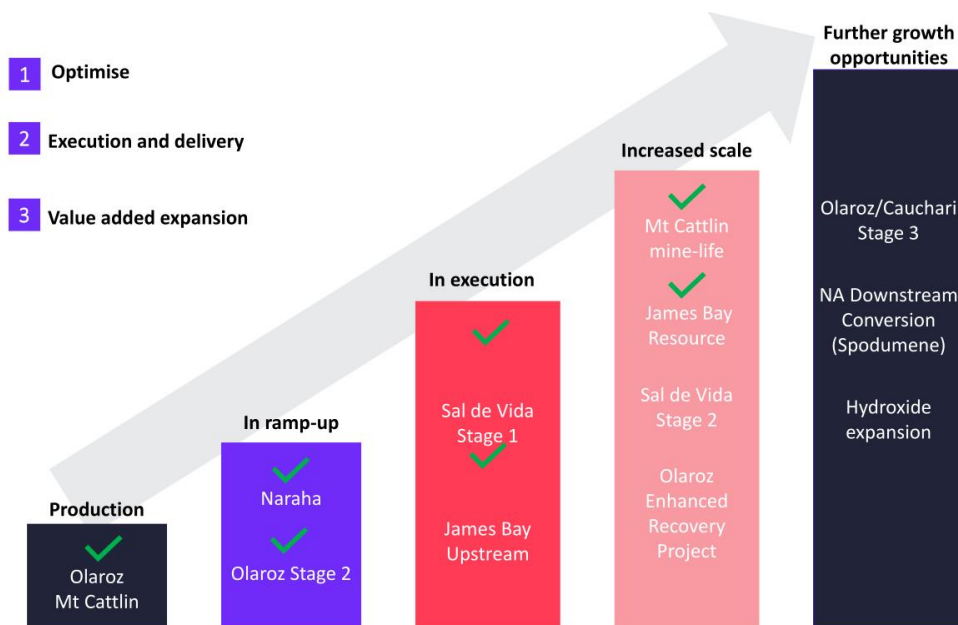 1 Optimise
2 Execution and delivery
3 Value added expansion
Production
Olaroz
Mt Cattlin
In ramp-up
Naraha
Olaroz Stage 2
In execution
Sal de Vida
Stage 1
James Bay
Upstream
Increased scale
Mt Cattlin
mine-life
James Bay
Resource
Sal de Vida
Stage 2
Olaroz
Enhanced
Recovery
Project
Further growth
opportunities
Olaroz/Cauchari
Stage 3
NA Downstream
Conversion
(Spodumene)
Hydroxide
expansion